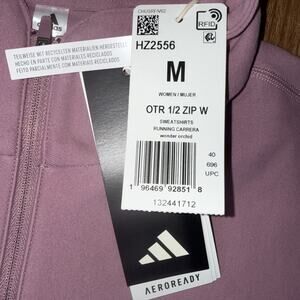 adidas
TEILWEISE MIT RECYCELTEN MATERIALIEN HERGESTELLT
HECHO EN PARTE CON MATERIALES RECICLADOS
FEITO PARCIALMENTE COM MATERIAIS RECICLADOS
RFID
HZ2556
M
WOMEN / MUJER
OTR 1/2 ZIP W
SWEATSHIRTS
RUNNING CARRERA
wonder orchid
40
696
UPC
1 96469 92851 8
132441712
AEROREADY